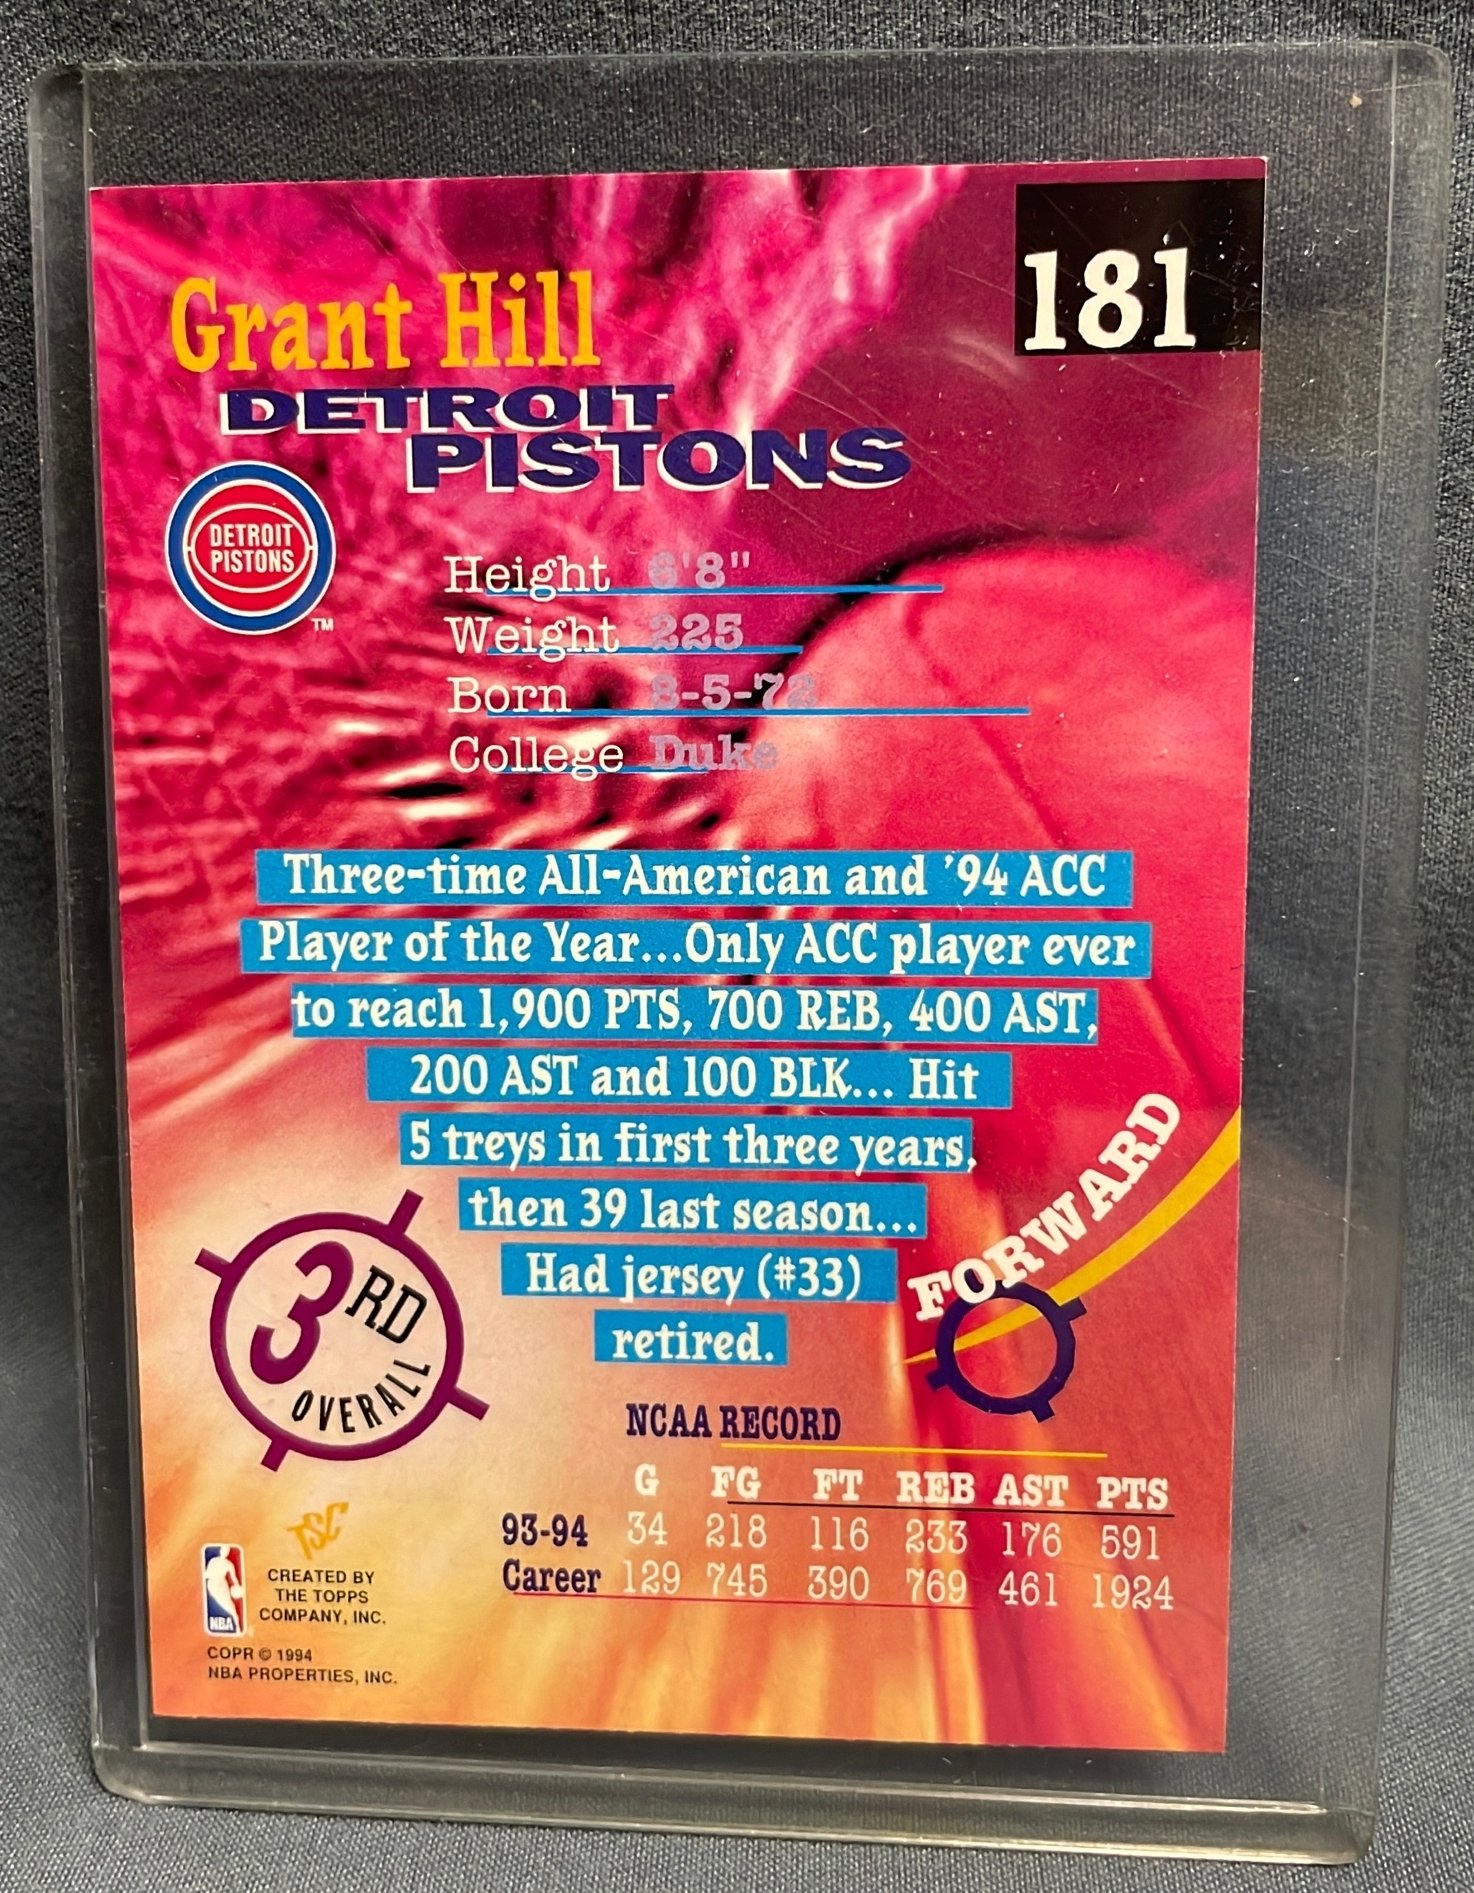 181
Grant Hill
DETROIT
PISTONS
DETROIT
PISTONS
TM
Height 6'8"
Weight 225
Born 8-5-72
College Duke
Three-time All-American and '94 ACC
Player of the Year...Only ACC player ever
to reach 1,900 PTS, 700 REB, 400 AST,
200 AST and 100 BLK... Hit
5 treys in first three years,
then 39 last season...
Had jersey (#33)
retired.
FORWARD
3RD
OVERALL
NCAA RECORD
G FG FT REB AST PTS
93-94 34 218 116 233 176 591
Career 129 745 390 769 461 1924
TSC
NBA
CREATED BY
THE TOPPS
COMPANY, INC.
COPR © 1994
NBA PROPERTIES, INC.